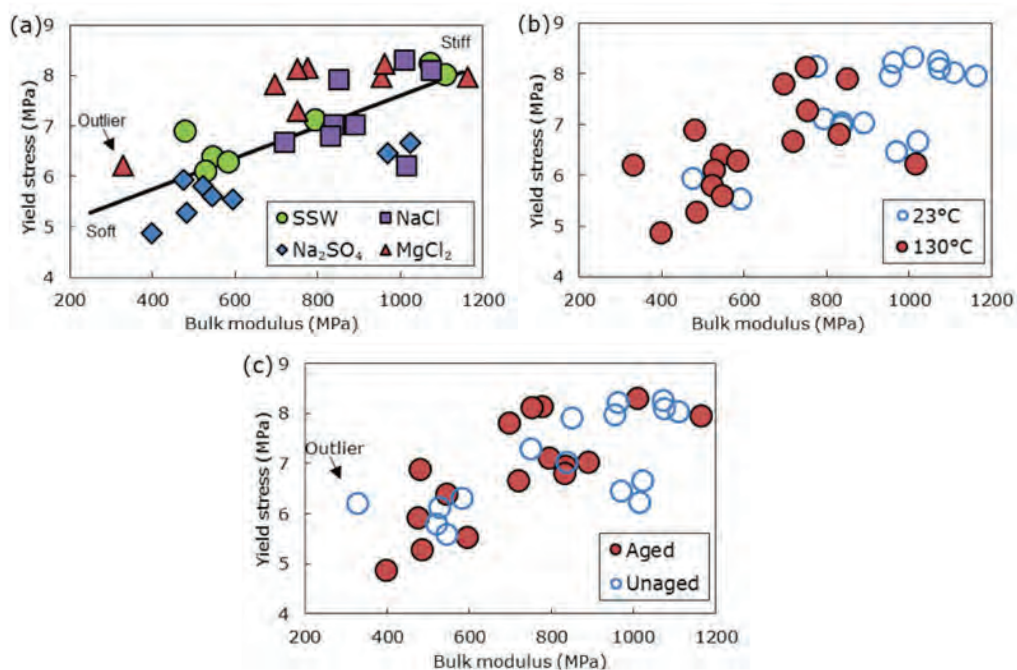 (a)
9
8
7
6
5
4
Yield stress (MPa)
Stiff
Outlier
Soft
SSW NaCl
Na₂SO₄ MgCl₂
200 400 600 800 1000 1200
Bulk modulus (MPa)
(b)
9
8
7
6
5
4
Yield stress (MPa)
23°C
130°C
200 400 600 800 1000 1200
Bulk modulus (MPa)
(c)
9
8
7
6
5
4
Yield stress (MPa)
Outlier
Aged
Unaged
200 400 600 800 1000 1200
Bulk modulus (MPa)